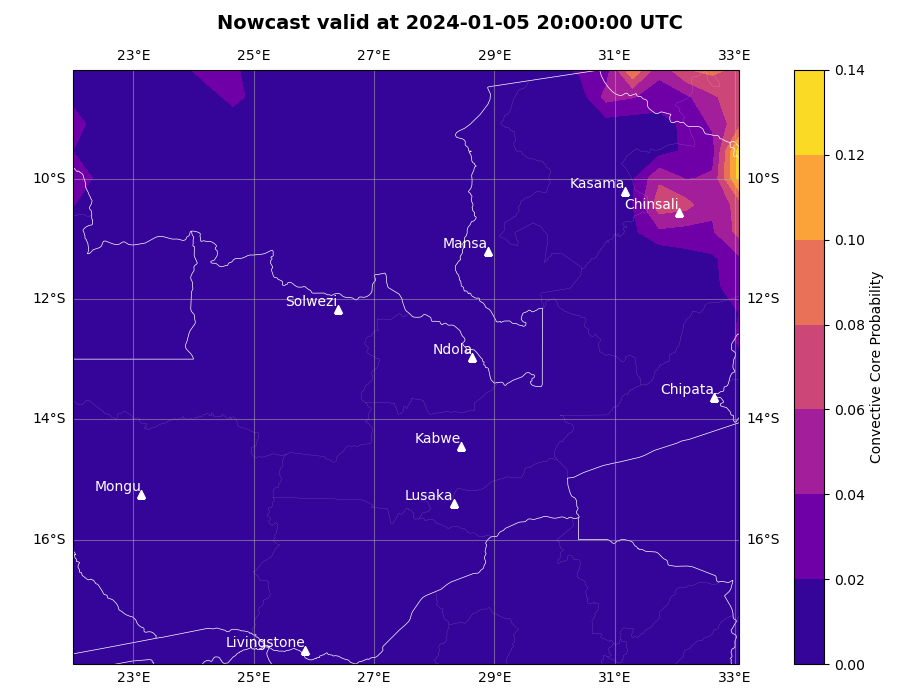 Nowcast valid at 2024-01-05 20:00:00 UTC
23°E 25°E 27°E 29°E 31°E 33°E
0.14
0.12
10°S Kasama 10°S
Chinsali
0.10
Mansa
12°S Solwezi 12°S
0.08
Ndola
Chipata
0.06
14°S 14°S
Kabwe
Mongu
Lusaka
0.04
16°S 16°S
0.02
Livingstone
0.00
23°E 25°E 27°E 29°E 31°E 33°E
Convective Core Probability